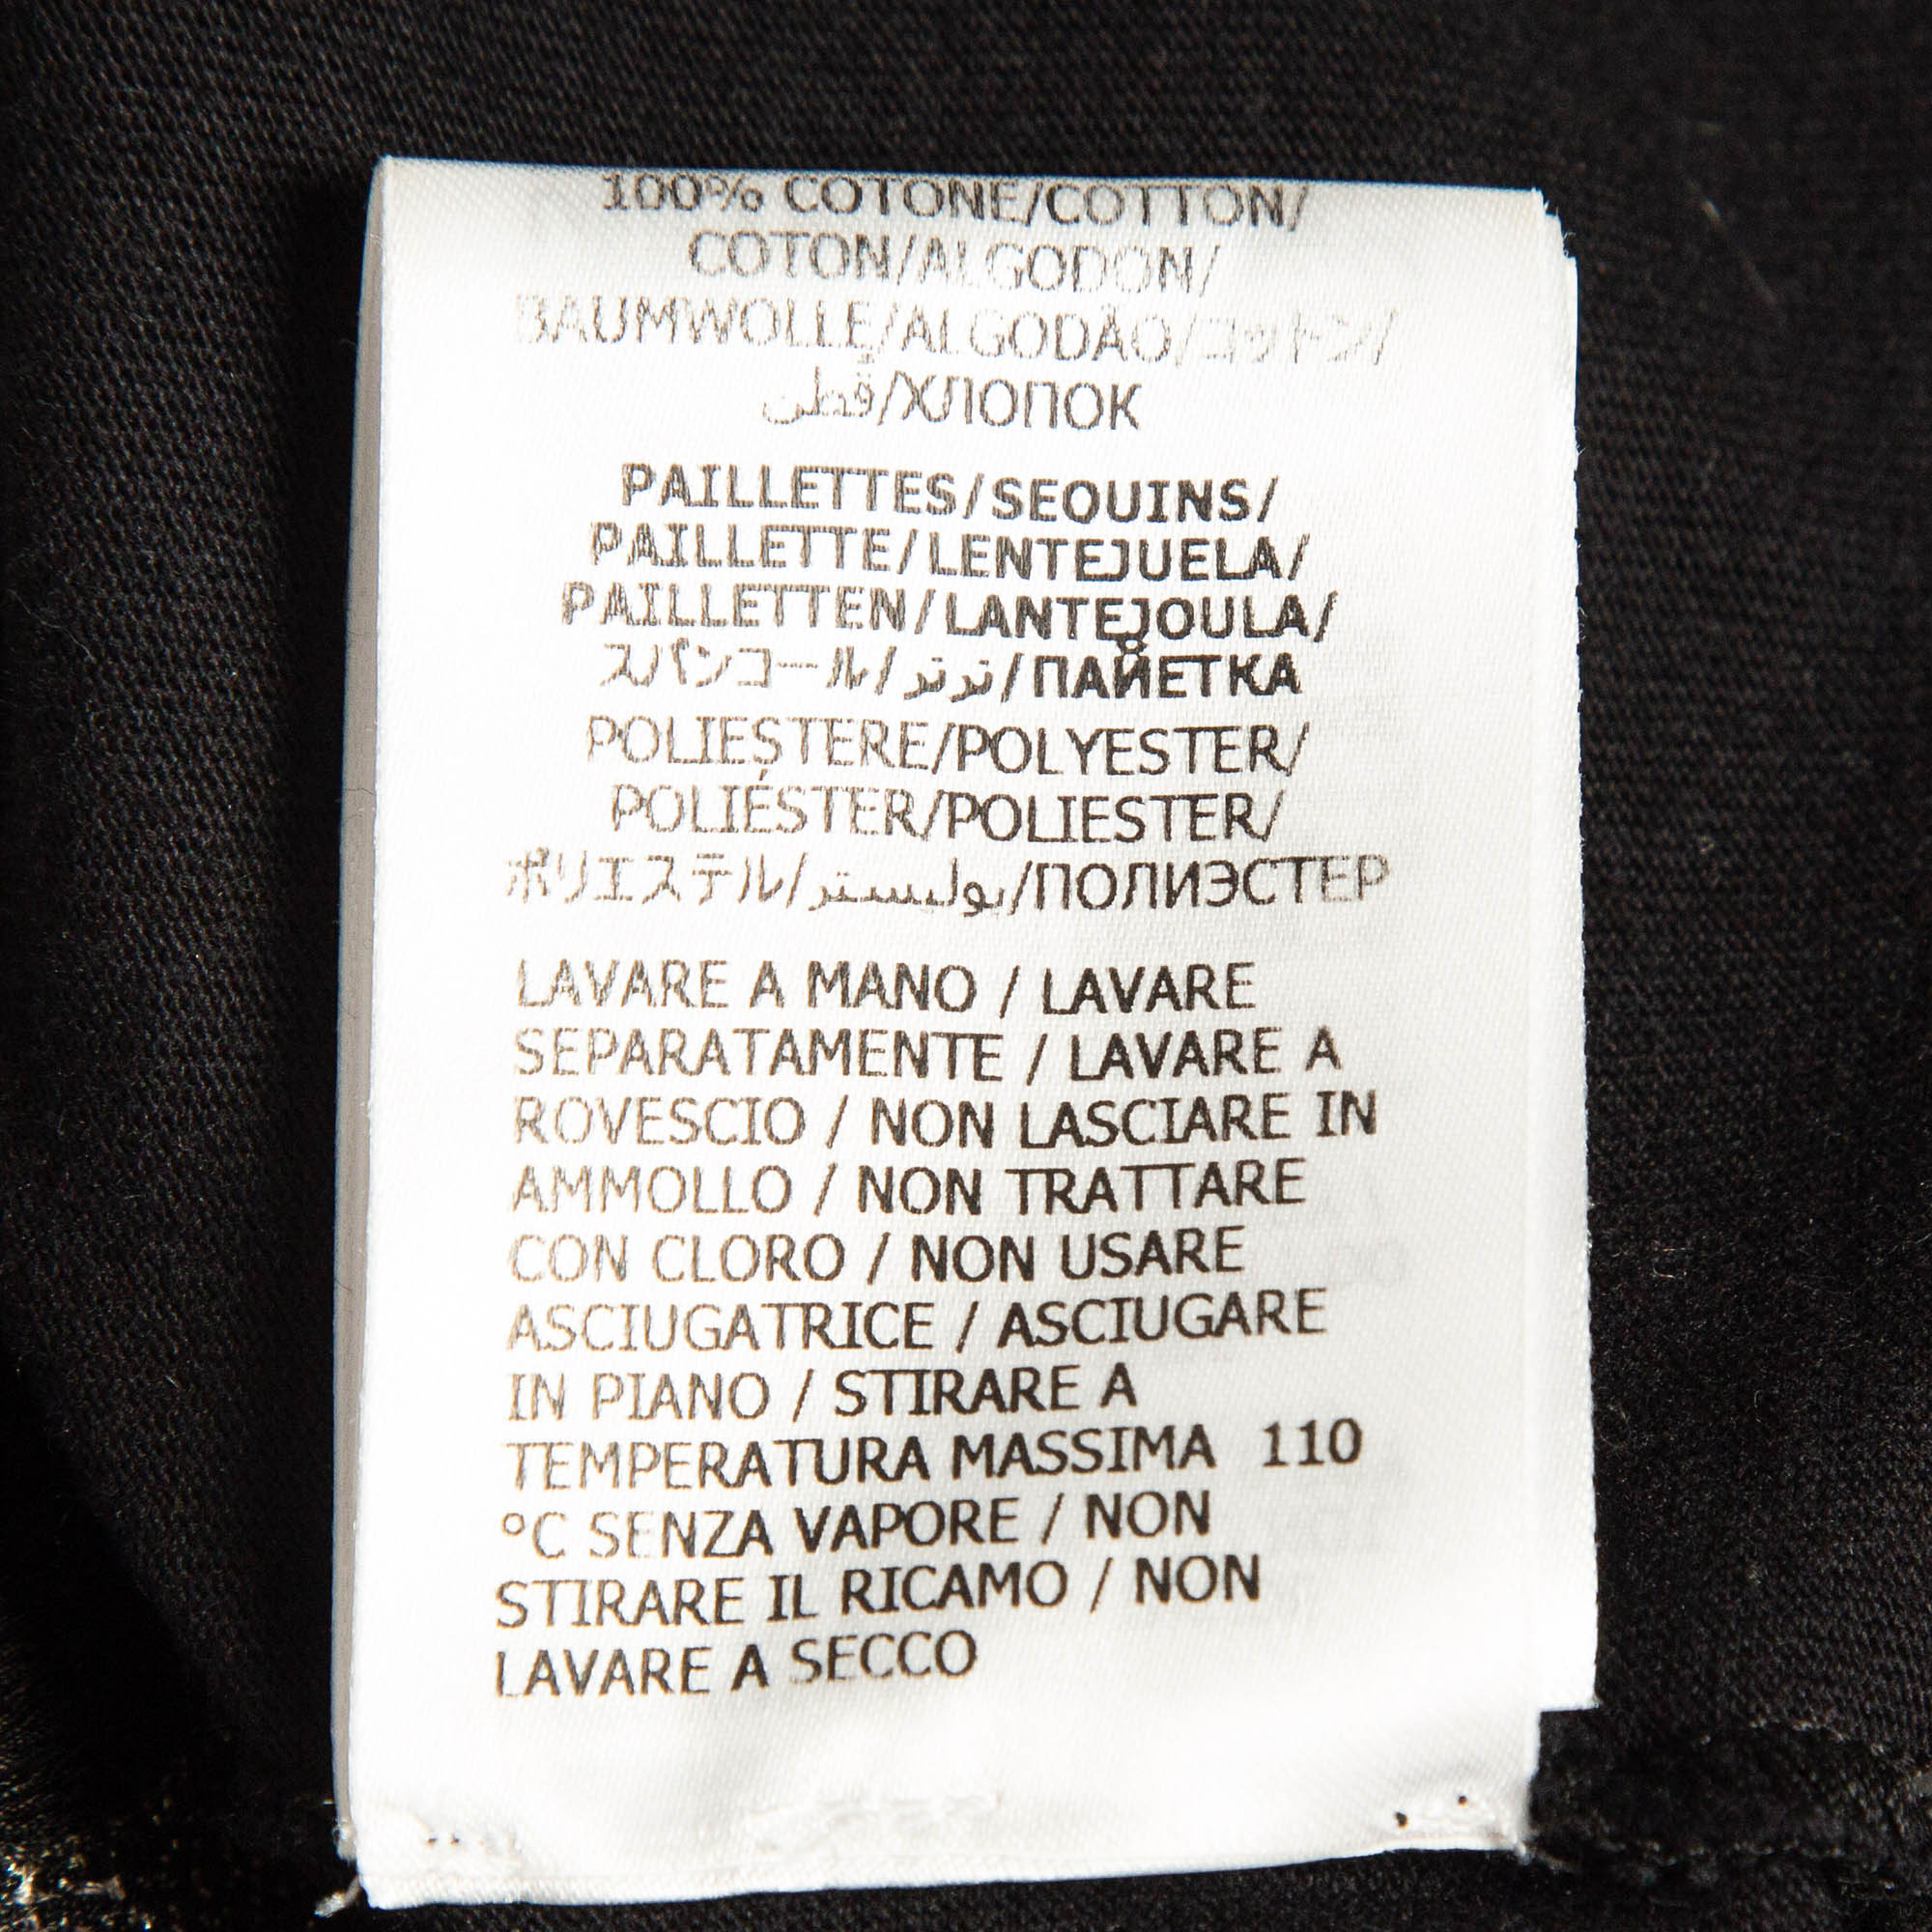 100% COTONE/COTTON/
COTON/ALGODON/
BAUMWOLLE/ALGODÃO/コットン/
قطن/ХЛОПОК
PAILLETTES/SEQUINS/
PAILLETTE/LENTEJUELA/
PAILLETTEN/LANTEJOULA/
スパンコール/ترتر/ПАЙЕТКА
POLIESTERE/POLYESTER/
POLIÉSTER/POLIESTER/
ポリエステル/بوليستر/ПОЛИЭСТЕР
LAVARE A MANO / LAVARE
SEPARATAMENTE / LAVARE A
ROVESCIO / NON LASCIARE IN
AMMOLLO / NON TRATTARE
CON CLORO / NON USARE
ASCIUGATRICE / ASCIUGARE
IN PIANO / STIRARE A
TEMPERATURA MASSIMA 110
°C SENZA VAPORE / NON
STIRARE IL RICAMO / NON
LAVARE A SECCO